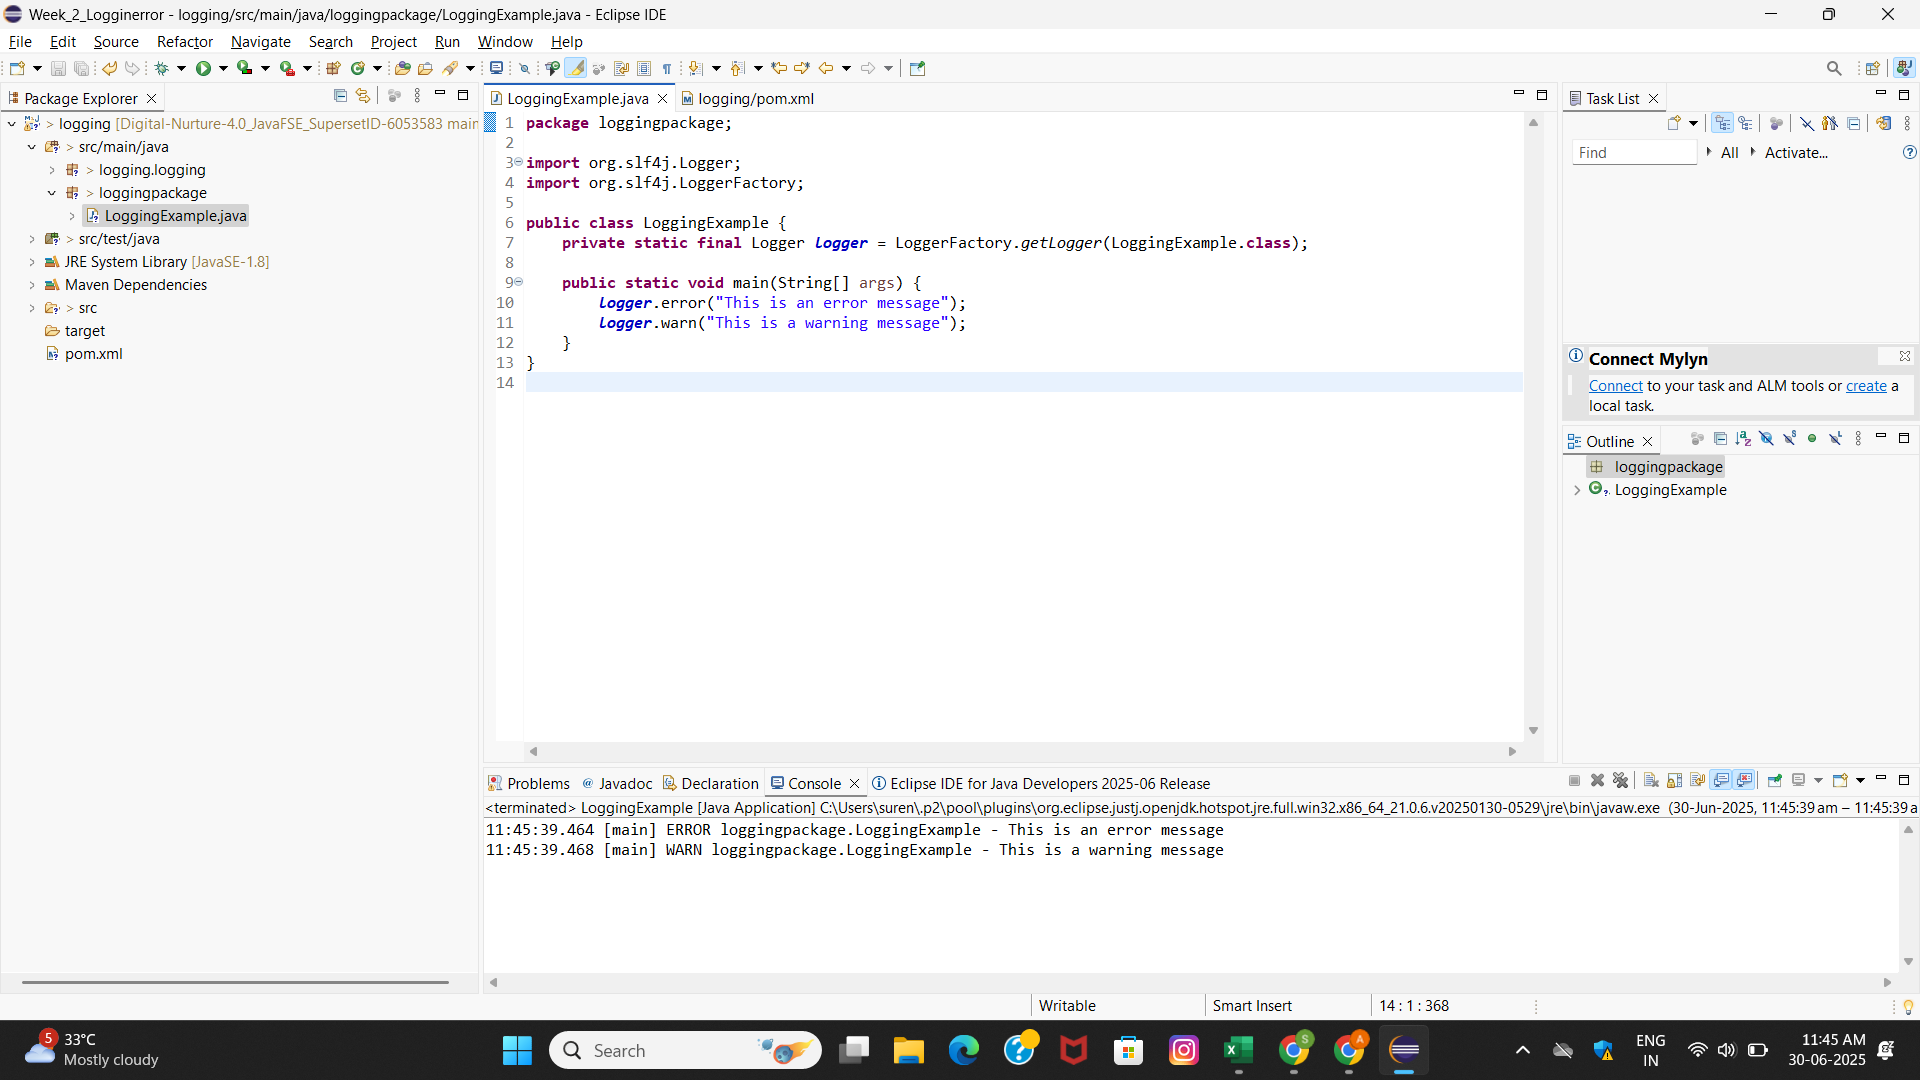 Week_2_Logginerror - logging/src/main/java/loggingpackage/LoggingExample.java - Eclipse IDE
File Edit Source Refactor Navigate Search Project Run Window Help
Package Explorer
> logging [Digital-Nurture-4.0_JavaFSE_SupersetID-6053583 main
> src/main/java
> logging.logging
> loggingpackage
LoggingExample.java
> src/test/java
JRE System Library [JavaSE-1.8]
Maven Dependencies
> src
target
pom.xml
LoggingExample.java logging/pom.xml
1 package loggingpackage;
2
3 import org.slf4j.Logger;
4 import org.slf4j.LoggerFactory;
5
6 public class LoggingExample {
7 private static final Logger logger = LoggerFactory.getLogger(LoggingExample.class);
8
9 public static void main(String[] args) {
10 logger.error("This is an error message");
11 logger.warn("This is a warning message");
12 }
13 }
14
Task List
Find All Activate...
Connect Mylyn
Connect to your task and ALM tools or create a
local task.
Outline
loggingpackage
LoggingExample
Problems Javadoc Declaration Console Eclipse IDE for Java Developers 2025-06 Release
<terminated> LoggingExample [Java Application] C:\Users\suren\.p2\pool\plugins\org.eclipse.justj.openjdk.hotspot.jre.full.win32.x86_64_21.0.6.v20250130-0529\jre\bin\javaw.exe (30-Jun-2025, 11:45:39 am – 11:45:39 a
11:45:39.464 [main] ERROR loggingpackage.LoggingExample - This is an error message
11:45:39.468 [main] WARN loggingpackage.LoggingExample - This is a warning message
Writable Smart Insert 14 : 1 : 368
5
33°C
Mostly cloudy
Search
ENG
IN
11:45 AM
30-06-2025